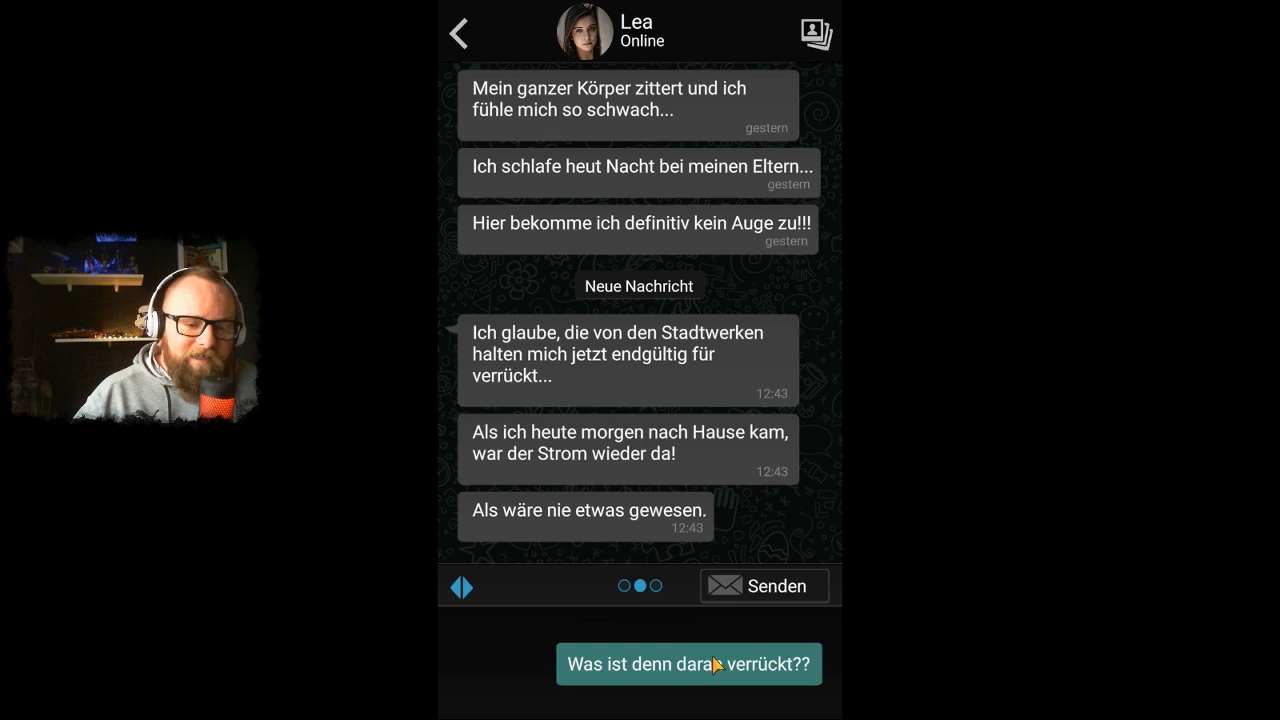 Lea
Online
Mein ganzer Körper zittert und ich
fühle mich so schwach...
gestern
Ich schlafe heut Nacht bei meinen Eltern...
gestern
Hier bekomme ich definitiv kein Auge zu!!!
gestern
Neue Nachricht
Ich glaube, die von den Stadtwerken
halten mich jetzt endgültig für
verrückt...
12:43
Als ich heute morgen nach Hause kam,
war der Strom wieder da!
12:43
Als wäre nie etwas gewesen.
12:43
Senden
Was ist denn daran verrückt??